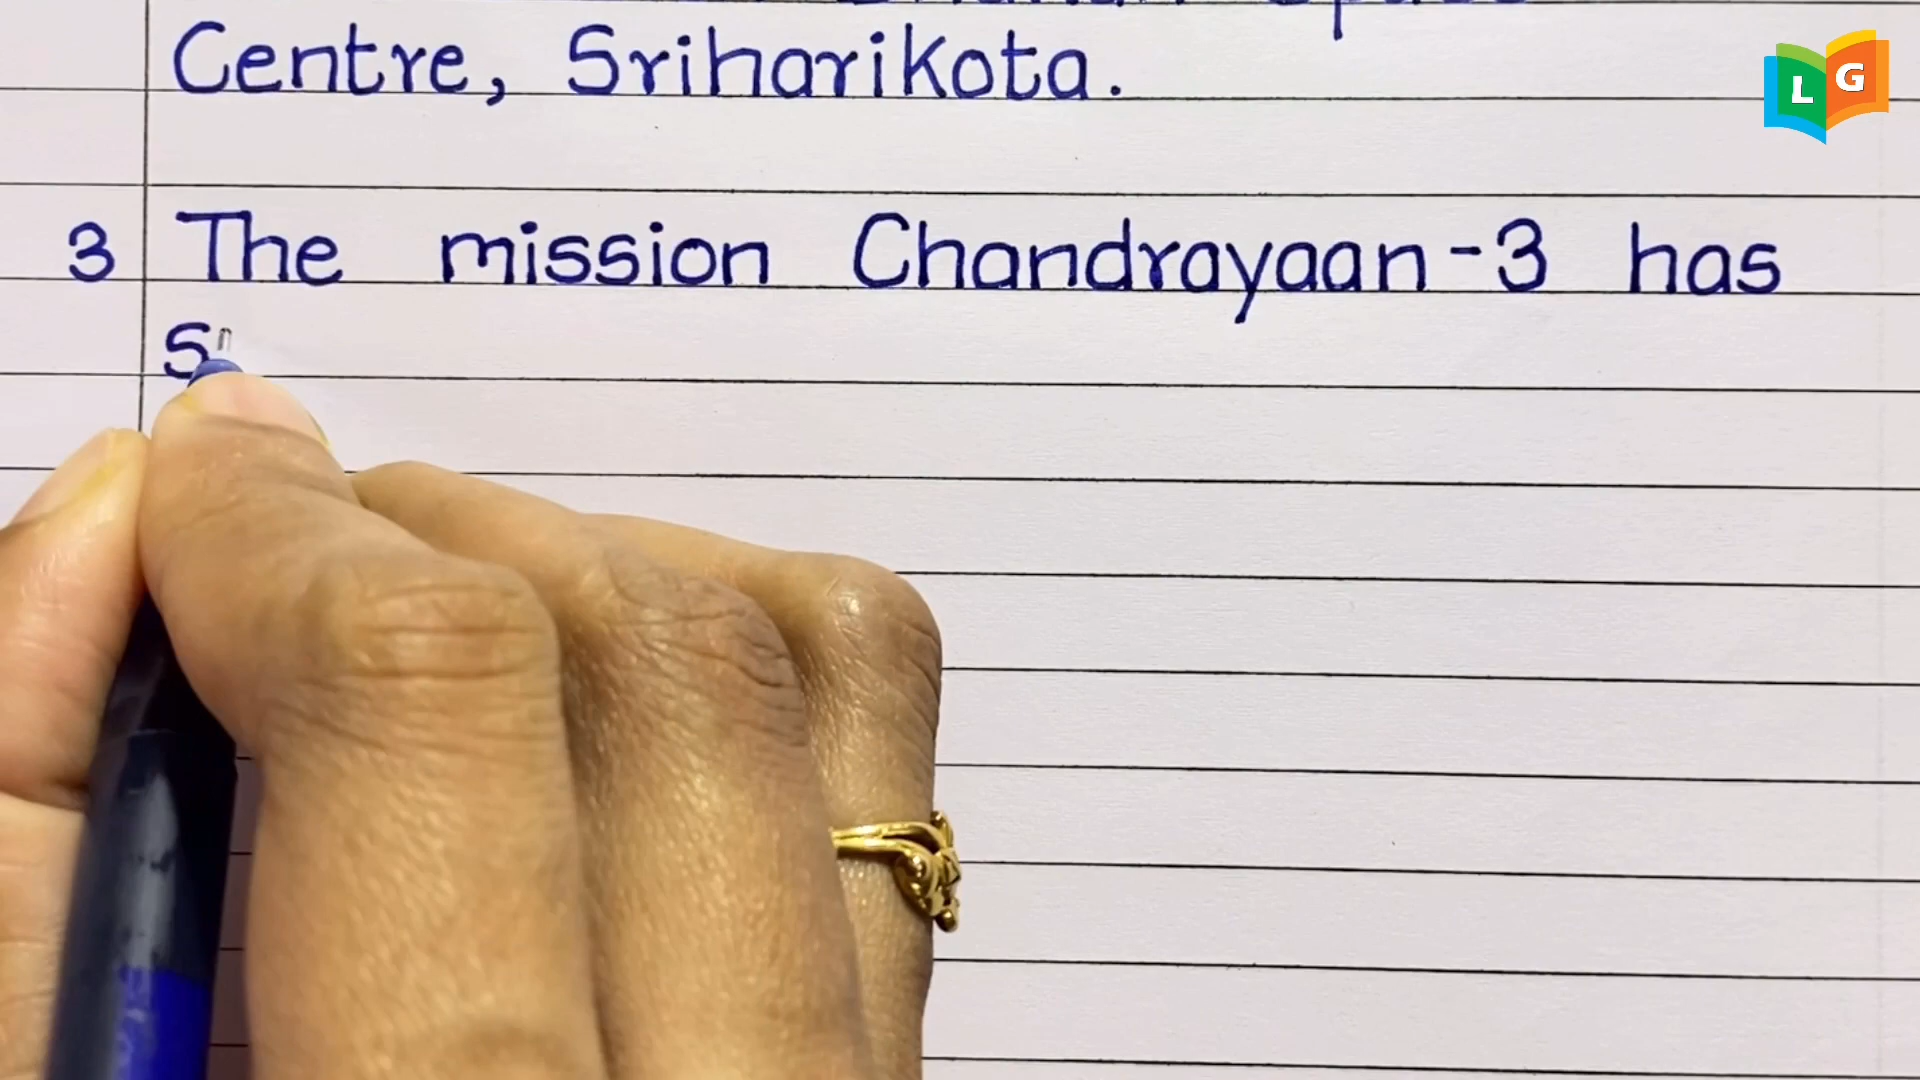 Centre, Sriharikota.
3 The mission Chandrayaan-3 has
S
L G